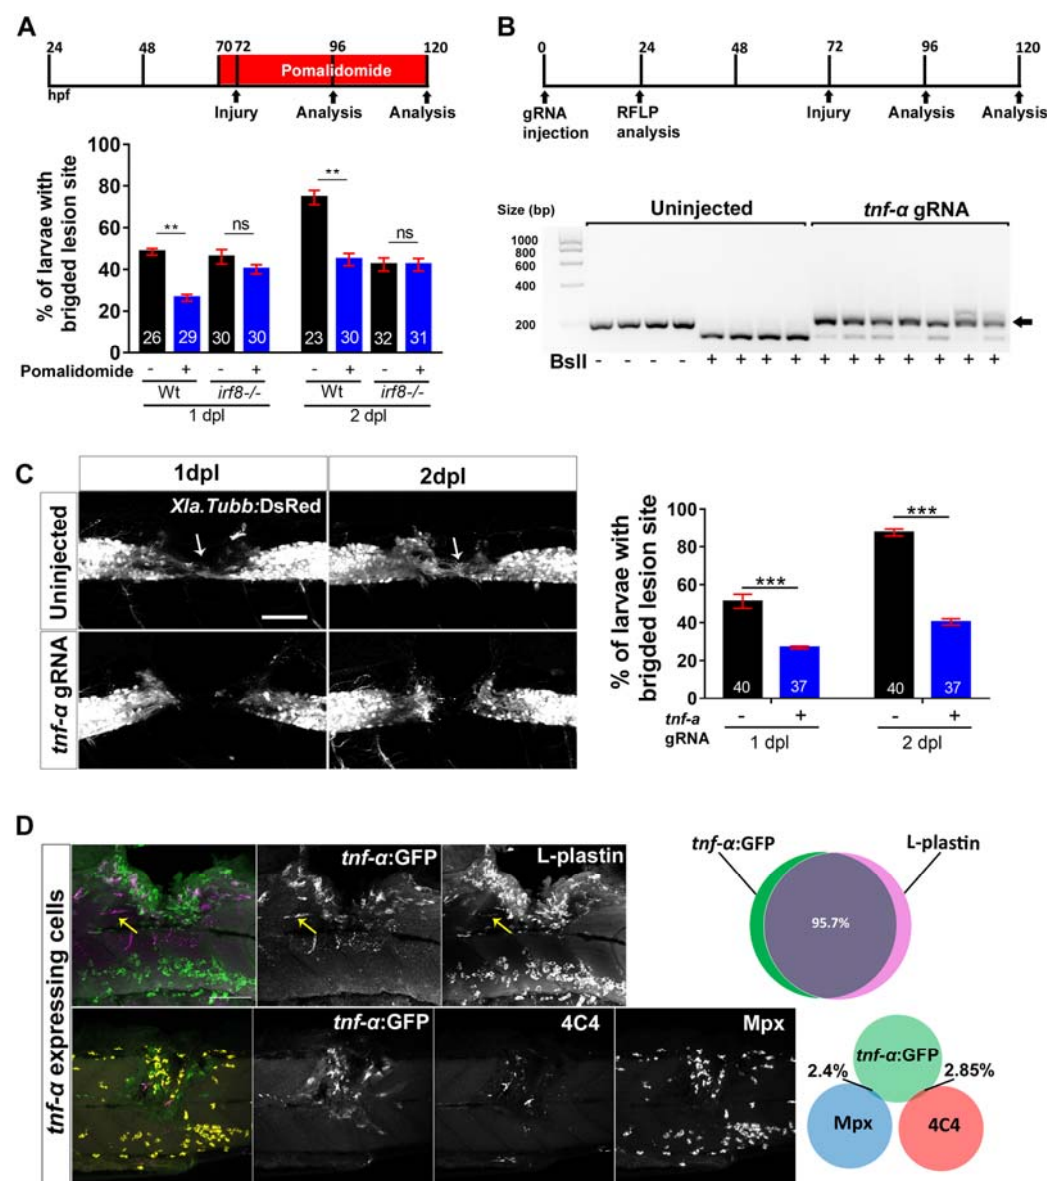 A
24 48 70 72 96 120
Pomalidomide
hpf
Injury Analysis Analysis
% of larvae with
brigded lesion site
100
80
60
40
20
0
** ns ** ns
26 29 30 30 23 30 32 31
Pomalidomide - + - + - + - +
Wt irf8-/- Wt irf8-/-
1 dpl 2 dpl
B
0 24 48 72 96 120
gRNA
injection
RFLP
analysis
Injury Analysis Analysis
Size (bp) Uninjected tnf-α gRNA
1000
800
600
400
200
BslI - - - - + + + + + + + + + + +
C
1dpl 2dpl
Uninjected
Xla.Tubb:DsRed
tnf-α gRNA
% of larvae with
brigded lesion site
100
80
60
40
20
0
*** ***
40 37 40 37
tnf-a
gRNA
- + - +
1 dpl 2 dpl
D
tnf-α expressing cells
tnf-α:GFP L-plastin
tnf-α:GFP 4C4 Mpx
tnf-α:GFP L-plastin
95.7%
tnf-α:GFP
2.4% 2.85%
Mpx 4C4